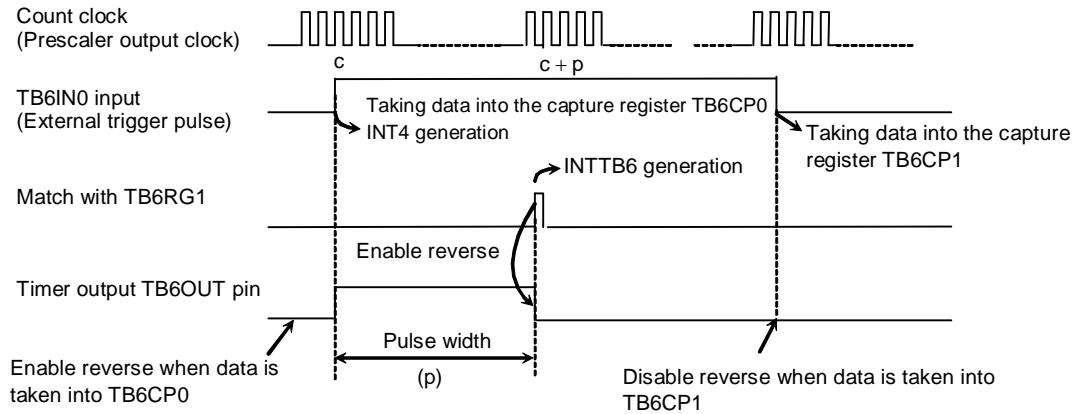 Count clock
(Prescaler output clock)
c
c + p
TB6IN0 input
(External trigger pulse)
Taking data into the capture register TB6CP0
INT4 generation
Taking data into the capture
register TB6CP1
INTTB6 generation
Match with TB6RG1
Enable reverse
Timer output TB6OUT pin
Pulse width
(p)
Enable reverse when data is
taken into TB6CP0
Disable reverse when data is taken into
TB6CP1